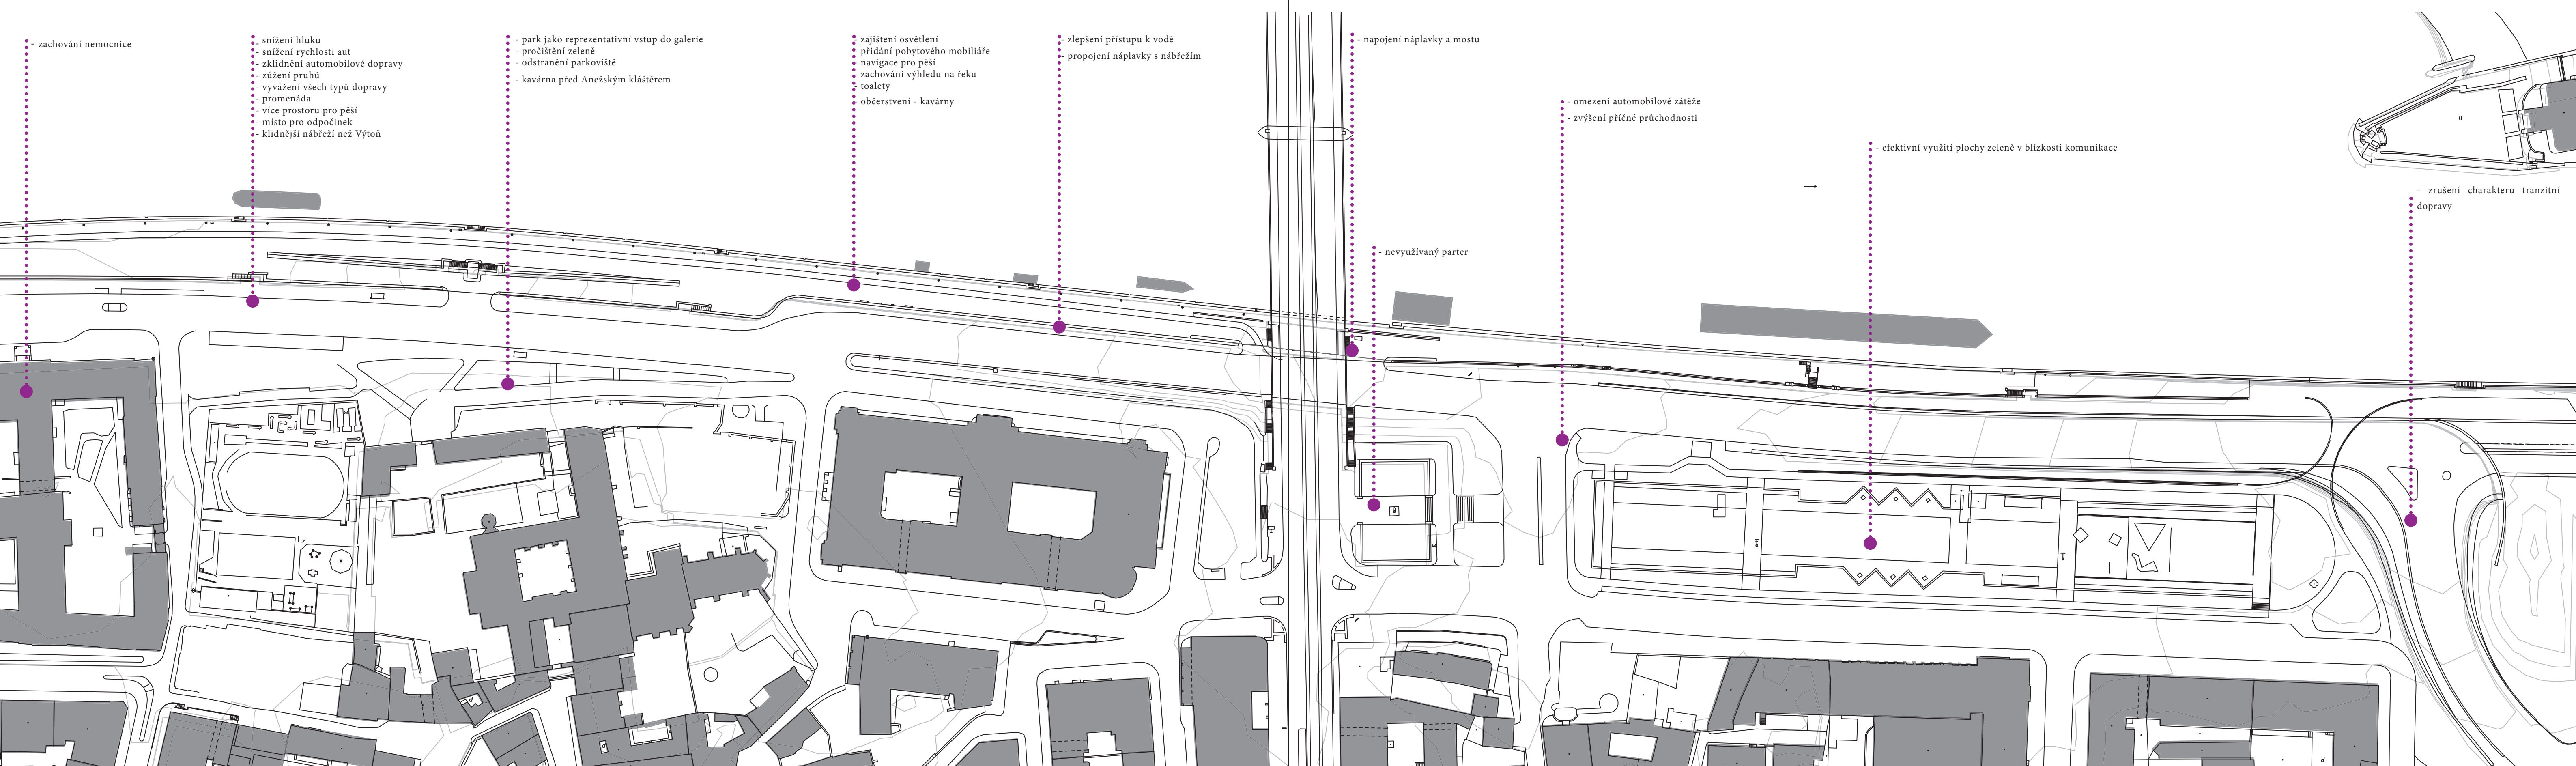 - zachování nemocnice
- snížení hluku
- snížení rychlosti aut
- zklidnění automobilové dopravy
- zúžení pruhů
- vyvážení všech typů dopravy
- promenáda
- více prostoru pro pěší
- místo pro odpočinek
- klidnější nábřeží než Výtoň
- park jako reprezentativní vstup do galerie
- pročištění zeleně
- odstranění parkoviště
- kavárna před Anežským klášterěm
- zajištění osvětlení
- přidání pobytového mobiliáře
- navigace pro pěší
- zachování výhledu na řeku
- toalety
- občerstvení - kavárny
- zlepšení přístupu k vodě
- propojení náplavky s nábřežím
- napojení náplavky a mostu
- nevyužívaný parter
- omezení automobilové zátěže
- zvýšení příčné průchodnosti
- efektivní využití plochy zeleně v blízkosti komunikace
- zrušení charakteru tranzitní
dopravy